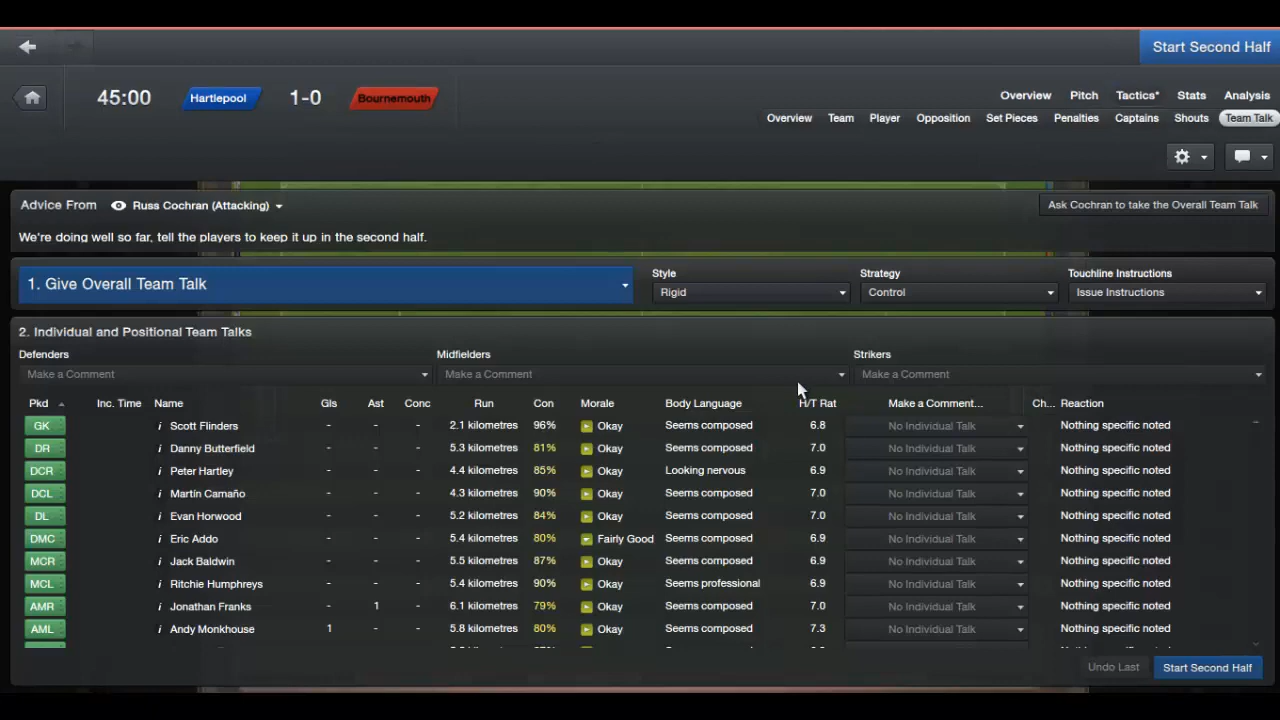 Start Second Half
45:00 Hartlepool 1-0 Bournemouth
Overview Pitch Tactics* Stats Analysis
Overview Team Player Opposition Set Pieces Penalties Captains Shouts Team Talk
Advice From Russ Cochran (Attacking) Ask Cochran to take the Overall Team Talk
We're doing well so far, tell the players to keep it up in the second half.
1. Give Overall Team Talk
Style Strategy Touchline Instructions
Rigid Control Issue Instructions
2. Individual and Positional Team Talks
Defenders Midfielders Strikers
Make a Comment Make a Comment Make a Comment
Pkd Inc. Time Name Gls Ast Conc Run Con Morale Body Language H/T Rat Make a Comment... Ch... Reaction
GK i Scott Flinders - - - 2.1 kilometres 96% Okay Seems composed 6.8 No Individual Talk Nothing specific noted
DR i Danny Butterfield - - - 5.3 kilometres 81% Okay Seems composed 7.0 No Individual Talk Nothing specific noted
DCR i Peter Hartley - - - 4.4 kilometres 85% Okay Looking nervous 6.9 No Individual Talk Nothing specific noted
DCL i Martín Camaño - - - 4.3 kilometres 90% Okay Seems composed 7.0 No Individual Talk Nothing specific noted
DL i Evan Horwood - - - 5.2 kilometres 84% Okay Seems composed 7.0 No Individual Talk Nothing specific noted
DMC i Eric Addo - - - 5.4 kilometres 80% Fairly Good Seems composed 6.9 No Individual Talk Nothing specific noted
MCR i Jack Baldwin - - - 5.4 kilometres 87% Okay Seems composed 6.9 No Individual Talk Nothing specific noted
MCL i Ritchie Humphreys - - - 5.4 kilometres 90% Okay Seems professional 6.9 No Individual Talk Nothing specific noted
AMR i Jonathan Franks - 1 - 6.1 kilometres 79% Okay Seems composed 7.0 No Individual Talk Nothing specific noted
AML i Andy Monkhouse 1 - - 5.8 kilometres 80% Okay Seems composed 7.3 No Individual Talk Nothing specific noted
Undo Last Start Second Half